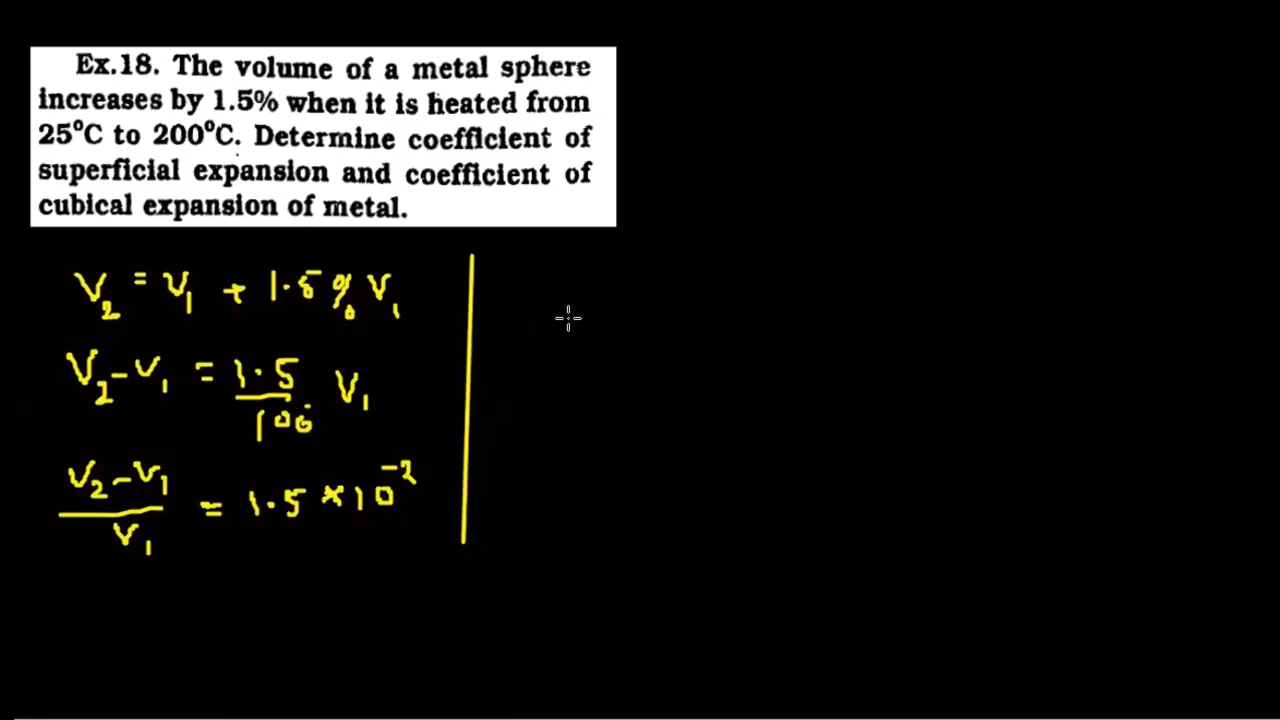 Ex.18. The volume of a metal sphere
increases by 1.5% when it is heated from
25°C to 200°C. Determine coefficient of
superficial expansion and coefficient of
cubical expansion of metal.
V₂ = V₁ + 1.5% V₁
V₂-V₁ = 1.5/100 V₁
V₂-V₁/V₁ = 1.5 × 10⁻²